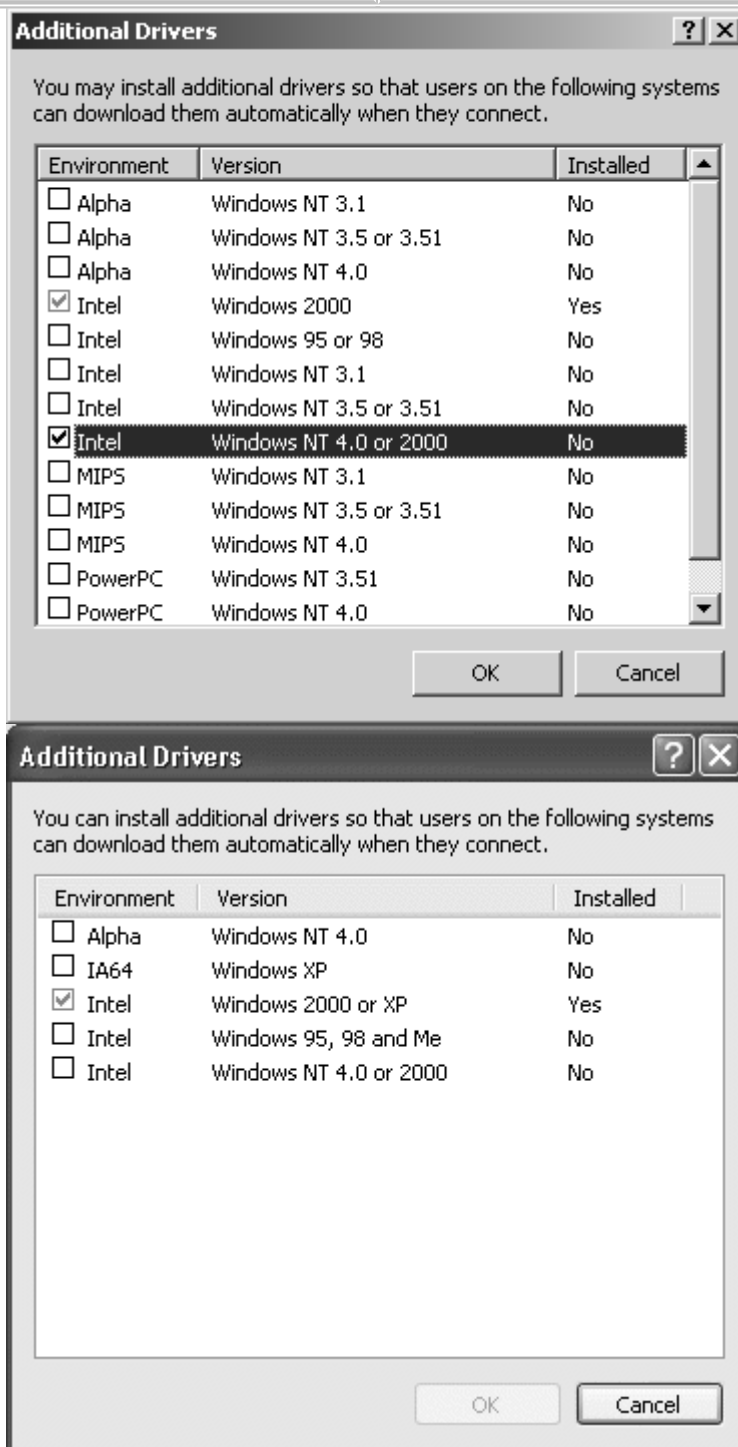 Additional Drivers
You may install additional drivers so that users on the following systems
can download them automatically when they connect.
Environment Version Installed
Alpha Windows NT 3.1 No
Alpha Windows NT 3.5 or 3.51 No
Alpha Windows NT 4.0 No
Intel Windows 2000 Yes
Intel Windows 95 or 98 No
Intel Windows NT 3.1 No
Intel Windows NT 3.5 or 3.51 No
Intel Windows NT 4.0 or 2000 No
MIPS Windows NT 3.1 No
MIPS Windows NT 3.5 or 3.51 No
MIPS Windows NT 4.0 No
PowerPC Windows NT 3.51 No
PowerPC Windows NT 4.0 No
OK Cancel
Additional Drivers
You can install additional drivers so that users on the following systems
can download them automatically when they connect.
Environment Version Installed
Alpha Windows NT 4.0 No
IA64 Windows XP No
Intel Windows 2000 or XP Yes
Intel Windows 95, 98 and Me No
Intel Windows NT 4.0 or 2000 No
OK Cancel